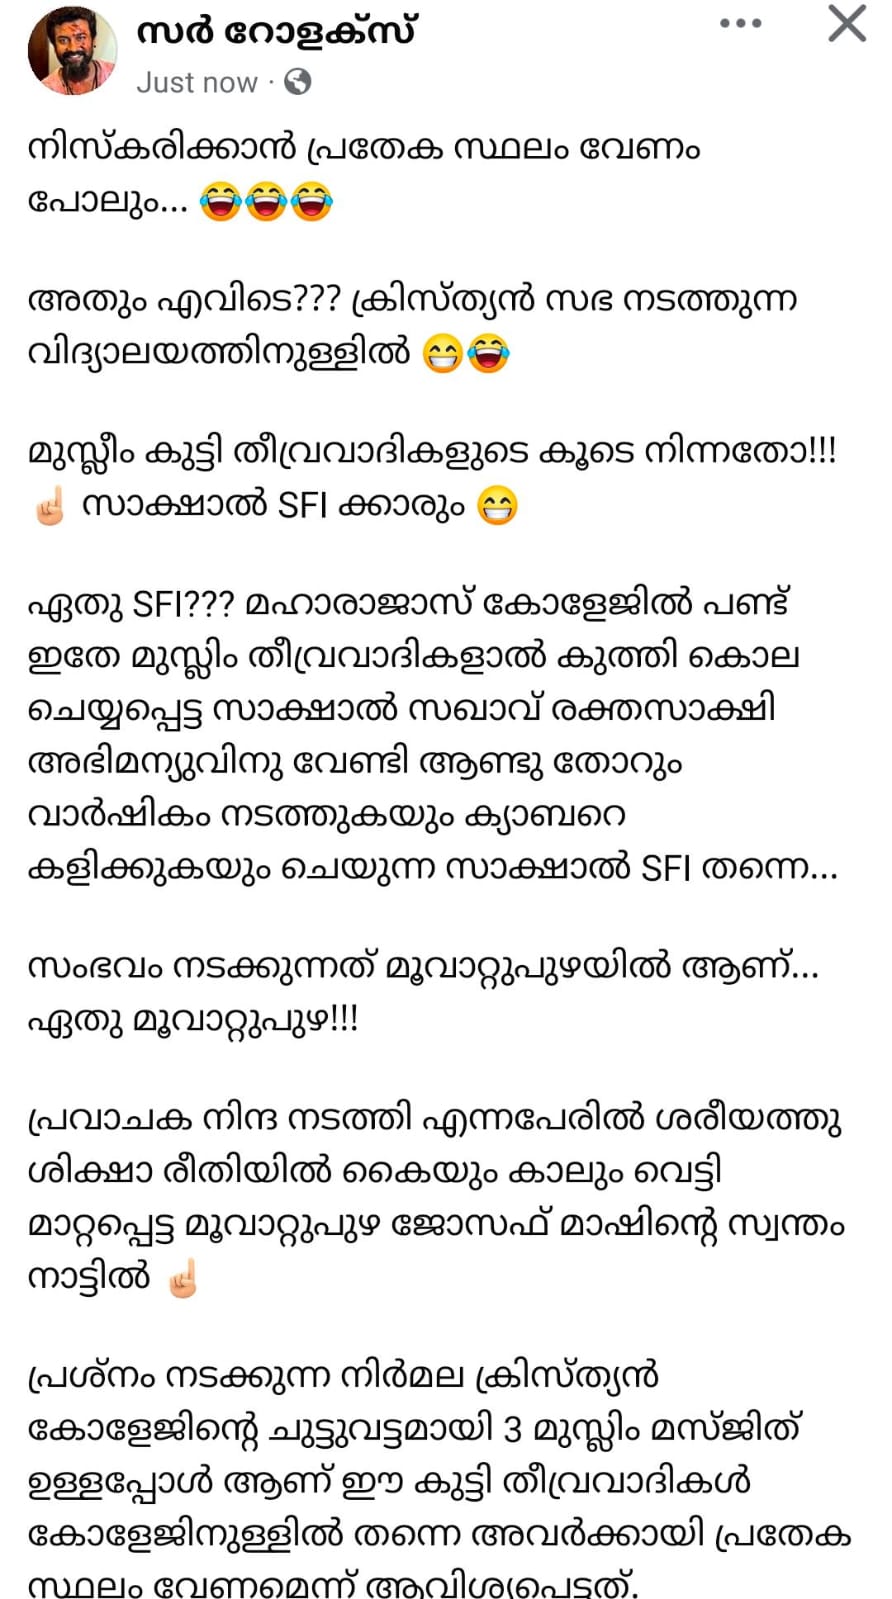 സർ റോളക്സ്
Just now ·
നിസ്കരിക്കാൻ പ്രതേക സ്ഥലം വേണം
പോലും... 😂😂😂
അതും എവിടെ??? ക്രിസ്ത്യൻ സഭ നടത്തുന്ന
വിദ്യാലയത്തിനുള്ളിൽ 😁😂
മുസ്ലീം കുട്ടി തീവ്രവാദികളുടെ കൂടെ നിന്നതോ!!!
☝🏻 സാക്ഷാൽ SFI ക്കാരും 😁
ഏതു SFI??? മഹാരാജാസ് കോളേജിൽ പണ്ട്
ഇതേ മുസ്ലിം തീവ്രവാദികളാൽ കുത്തി കൊല
ചെയ്യപ്പെട്ട സാക്ഷാൽ സഖാവ് രക്തസാക്ഷി
അഭിമന്യുവിനു വേണ്ടി ആണ്ടു തോറും
വാർഷികം നടത്തുകയും ക്യാബറെ
കളിക്കുകയും ചെയുന്ന സാക്ഷാൽ SFI തന്നെ...
സംഭവം നടക്കുന്നത് മൂവാറ്റുപുഴയിൽ ആണ്...
ഏതു മൂവാറ്റുപുഴ!!!
പ്രവാചക നിന്ദ നടത്തി എന്നപേരിൽ ശരീയത്തു
ശിക്ഷാ രീതിയിൽ കൈയും കാലും വെട്ടി
മാറ്റപ്പെട്ട മൂവാറ്റുപുഴ ജോസഫ് മാഷിന്റെ സ്വന്തം
നാട്ടിൽ ☝🏻
പ്രശ്നം നടക്കുന്ന നിർമല ക്രിസ്ത്യൻ
കോളേജിന്റെ ചുട്ടുവട്ടമായി 3 മുസ്ലിം മസ്ജിത്
ഉള്ളപ്പോൾ ആണ് ഈ കുട്ടി തീവ്രവാദികൾ
കോളേജിനുള്ളിൽ തന്നെ അവർക്കായി പ്രതേക
സ്ഥലം വേണമെന്ന് ആവിശ്യപ്പെട്ടത്.